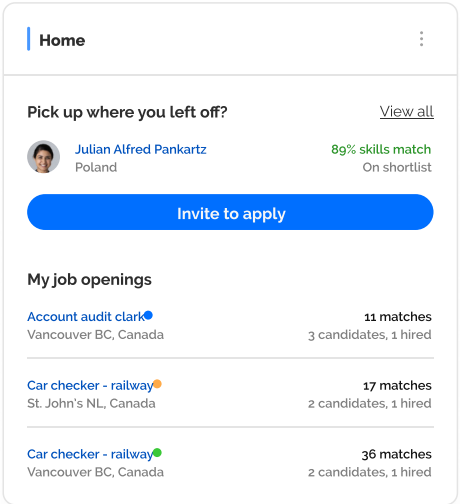 Home
Pick up where you left off?
View all
Julian Alfred Pankartz
89% skills match
Poland
On shortlist
Invite to apply
My job openings
Account audit clark
11 matches
Vancouver BC, Canada
3 candidates, 1 hired
Car checker - railway
17 matches
St. John's NL, Canada
2 candidates, 1 hired
Car checker - railway
36 matches
Vancouver BC, Canada
2 candidates, 1 hired